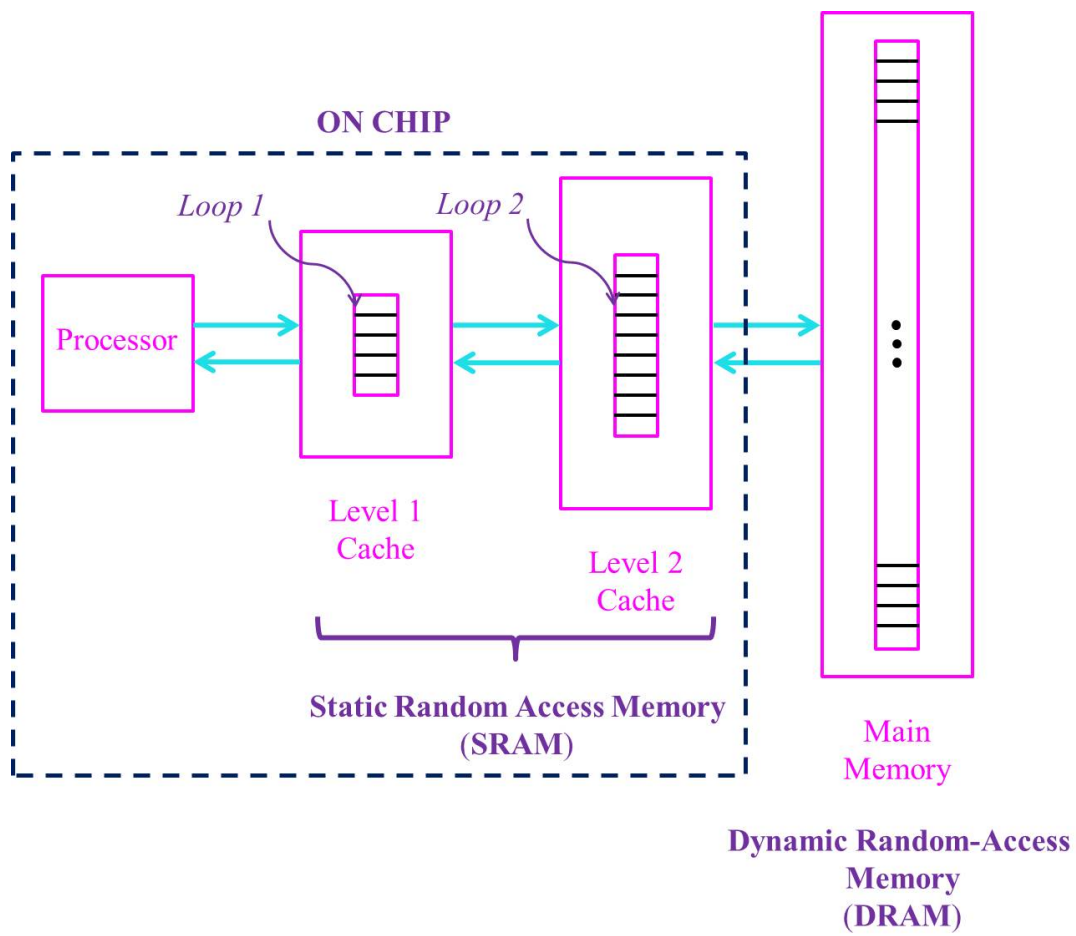 ON CHIP
Loop 1
Loop 2
Processor
Level 1
Cache
Level 2
Cache
Static Random Access Memory
(SRAM)
Main
Memory
Dynamic Random-Access
Memory
(DRAM)